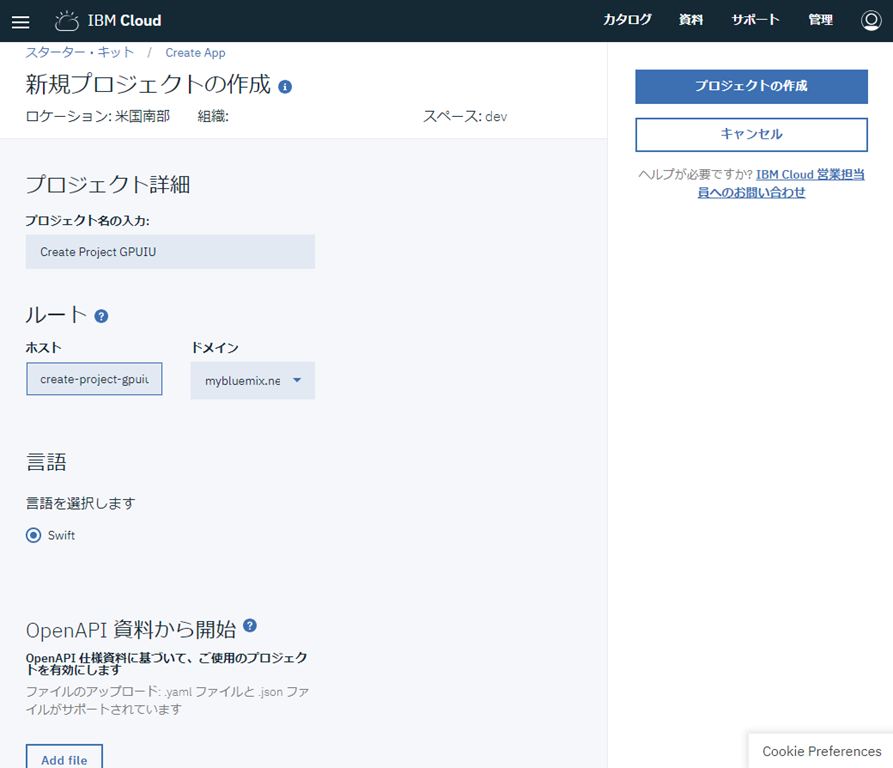 IBM Cloud カタログ 資料 サポート 管理
スターター・キット / Create App
新規プロジェクトの作成
ロケーション: 米国南部 組織: スペース: dev
プロジェクト詳細
プロジェクト名の入力:
Create Project GPUIU
ルート
ホスト ドメイン
create-project-gpuiu mybluemix.ne
言語
言語を選択します
Swift
OpenAPI 資料から開始
OpenAPI 仕様資料に基づいて、ご使用のプロジェク
トを有効にします
ファイルのアップロード: .yaml ファイルと .json ファ
イルがサポートされています
Add file
プロジェクトの作成
キャンセル
ヘルプが必要ですか? IBM Cloud 営業担当
員へのお問い合わせ
Cookie Preferences